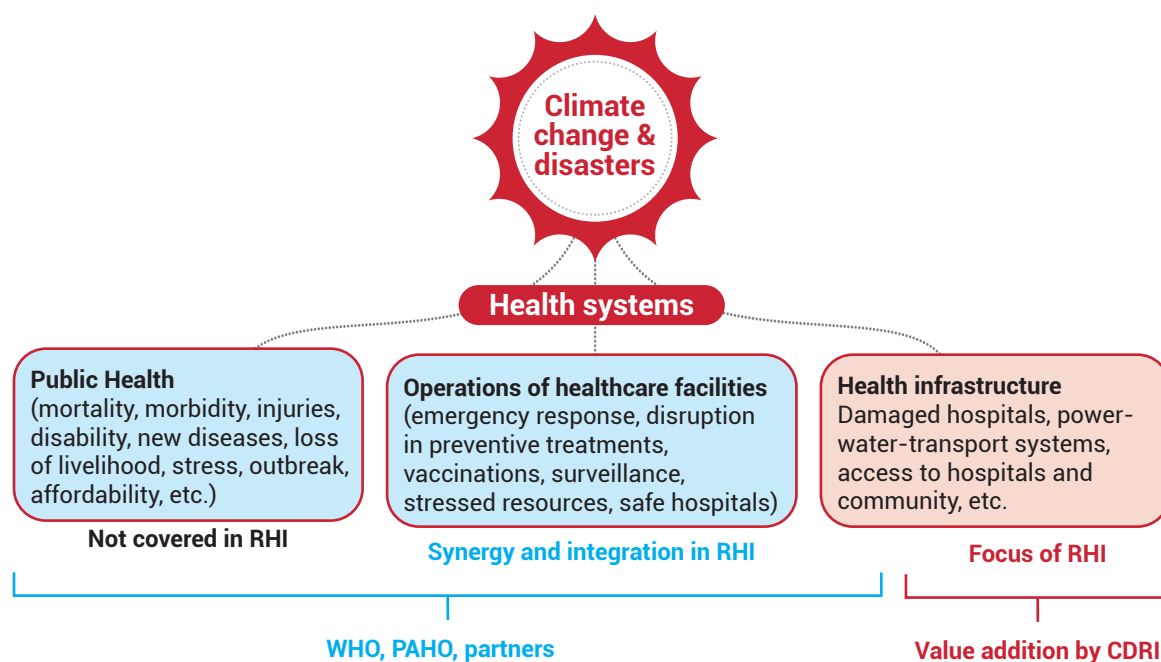 Climate
change &
disasters
Health systems
Public Health
(mortality, morbidity, injuries,
disability, new diseases, loss
of livelihood, stress, outbreak,
affordability, etc.)
Not covered in RHI
Operations of healthcare facilities
(emergency response, disruption
in preventive treatments,
vaccinations, surveillance,
stressed resources, safe hospitals)
Synergy and integration in RHI
Health infrastructure
Damaged hospitals, power-
water-transport systems,
access to hospitals and
community, etc.
Focus of RHI
WHO, PAHO, partners
Value addition by CDRI